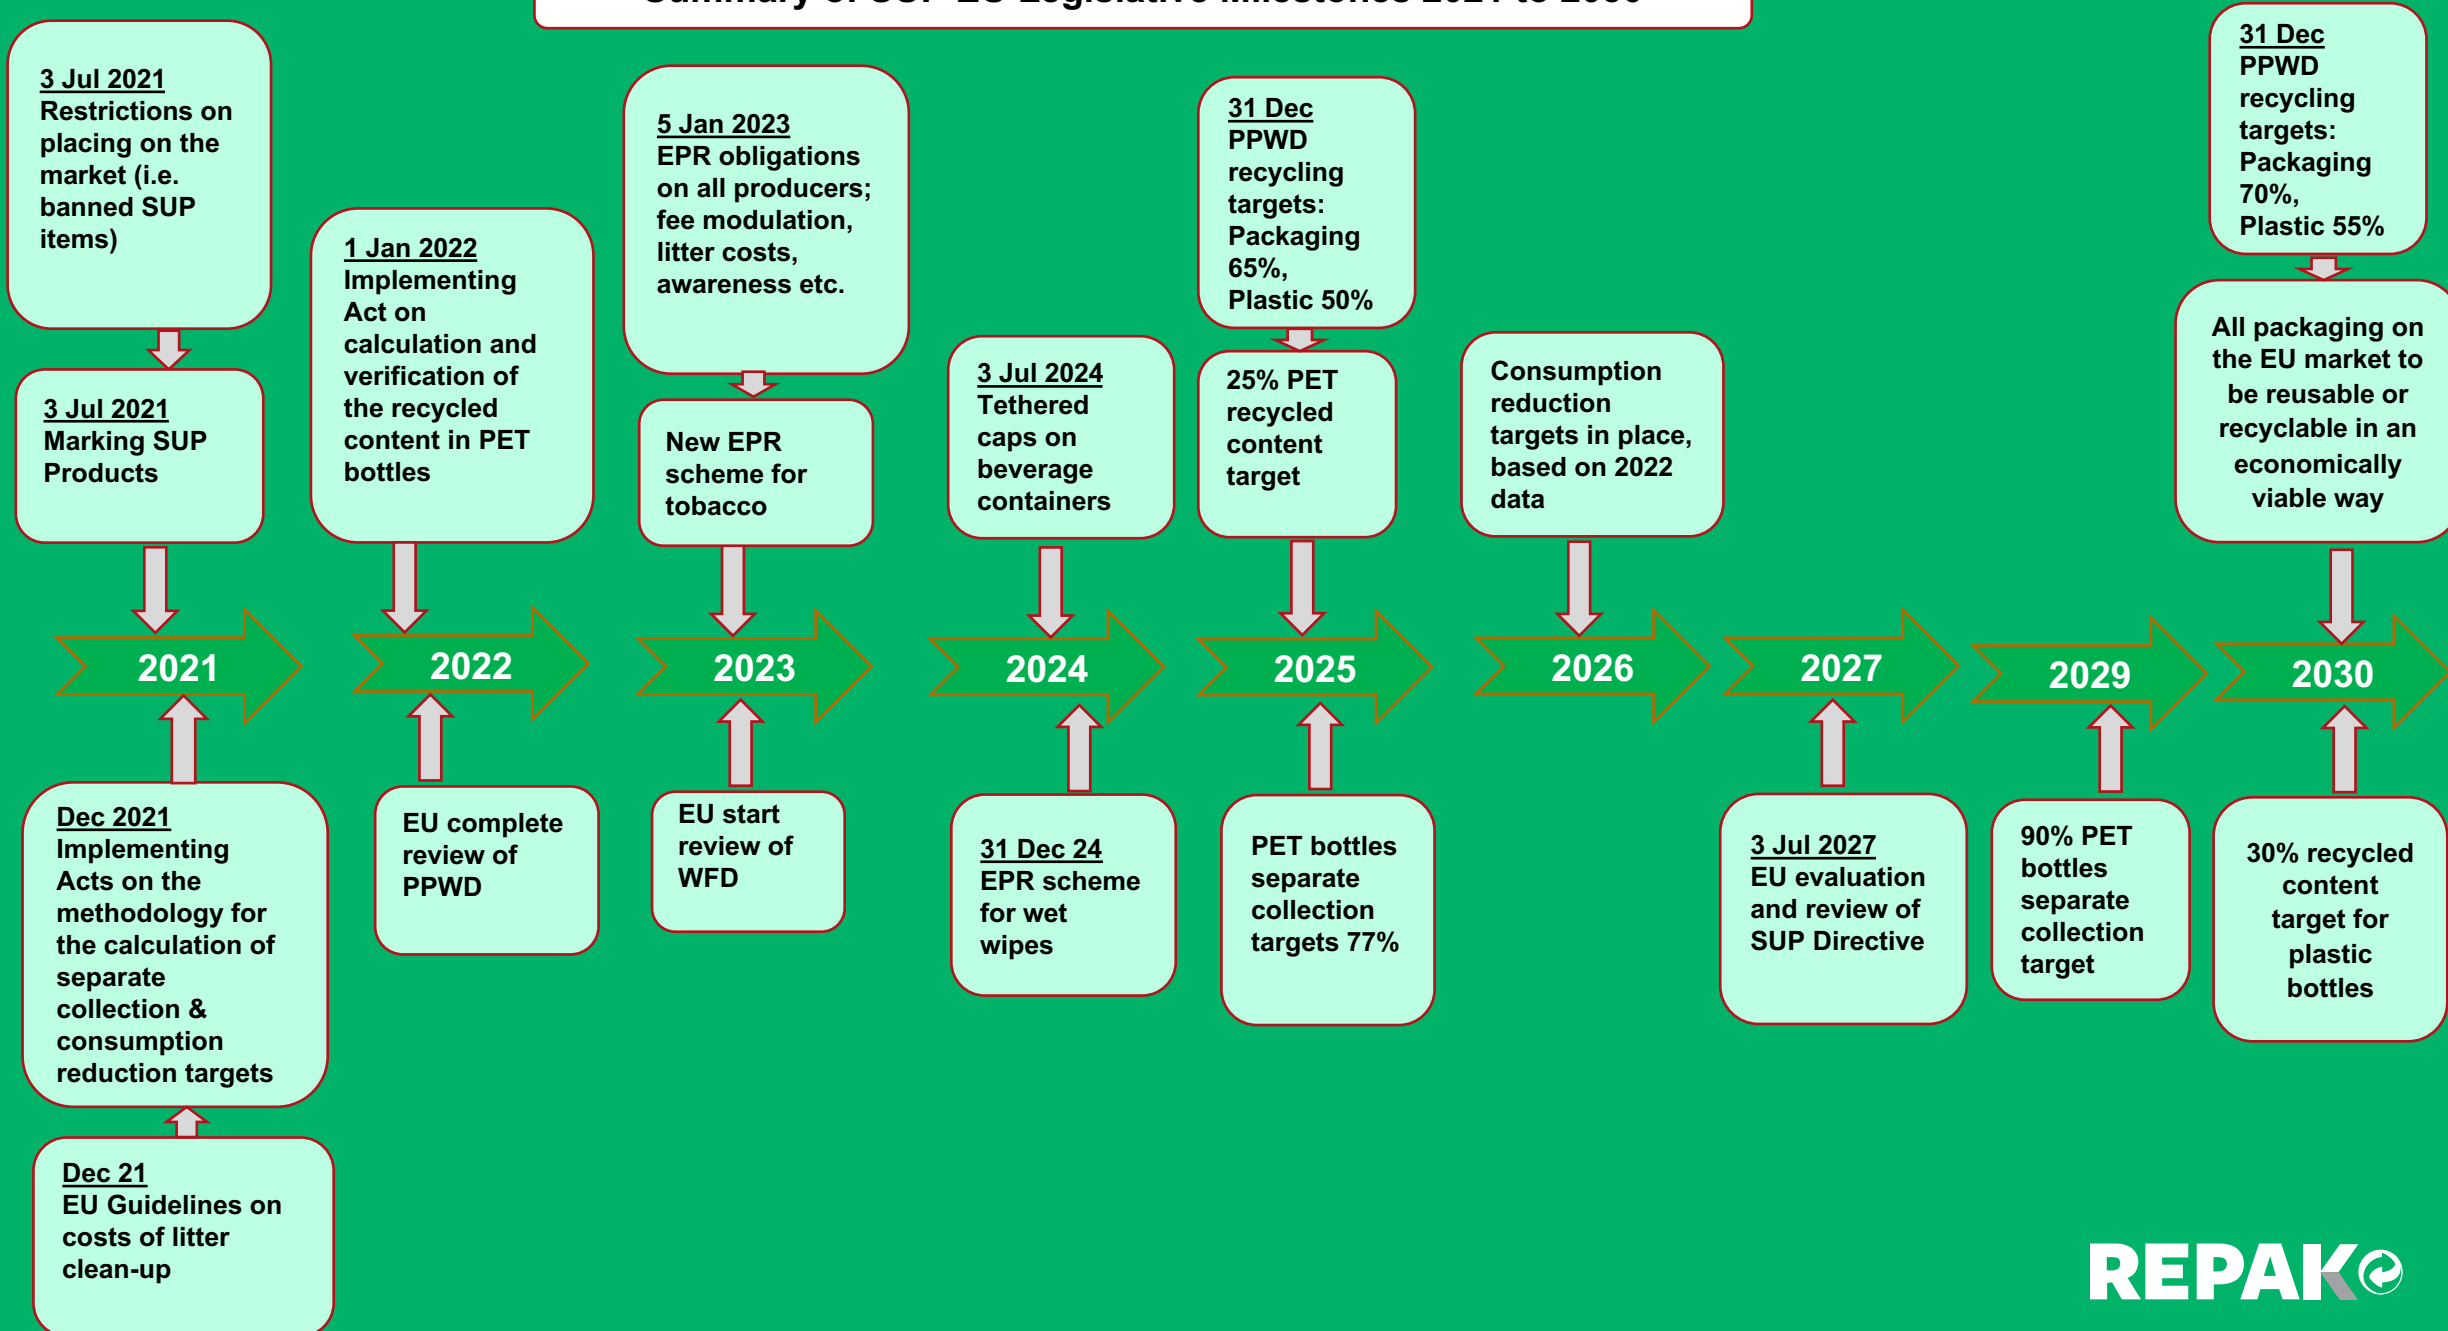 Summary of SUP EU Legislative Milestones 2021 to 2030
3 Jul 2021
Restrictions on
placing on the
market (i.e.
banned SUP
items)
3 Jul 2021
Marking SUP
Products
1 Jan 2022
Implementing
Act on
calculation and
verification of
the recycled
content in PET
bottles
5 Jan 2023
EPR obligations
on all producers;
fee modulation,
litter costs,
awareness etc.
New EPR
scheme for
tobacco
3 Jul 2024
Tethered
caps on
beverage
containers
31 Dec
PPWD
recycling
targets:
Packaging
65%,
Plastic 50%
25% PET
recycled
content
target
Consumption
reduction
targets in place,
based on 2022
data
31 Dec
PPWD
recycling
targets:
Packaging
70%,
Plastic 55%
All packaging on
the EU market to
be reusable or
recyclable in an
economically
viable way
2021
2022
2023
2024
2025
2026
2027
2029
2030
Dec 2021
Implementing
Acts on the
methodology for
the calculation of
separate
collection &
consumption
reduction targets
Dec 21
EU Guidelines on
costs of litter
clean-up
EU complete
review of
PPWD
EU start
review of
WFD
31 Dec 24
EPR scheme
for wet
wipes
PET bottles
separate
collection
targets 77%
3 Jul 2027
EU evaluation
and review of
SUP Directive
90% PET
bottles
separate
collection
target
30% recycled
content
target for
plastic
bottles
REPAK